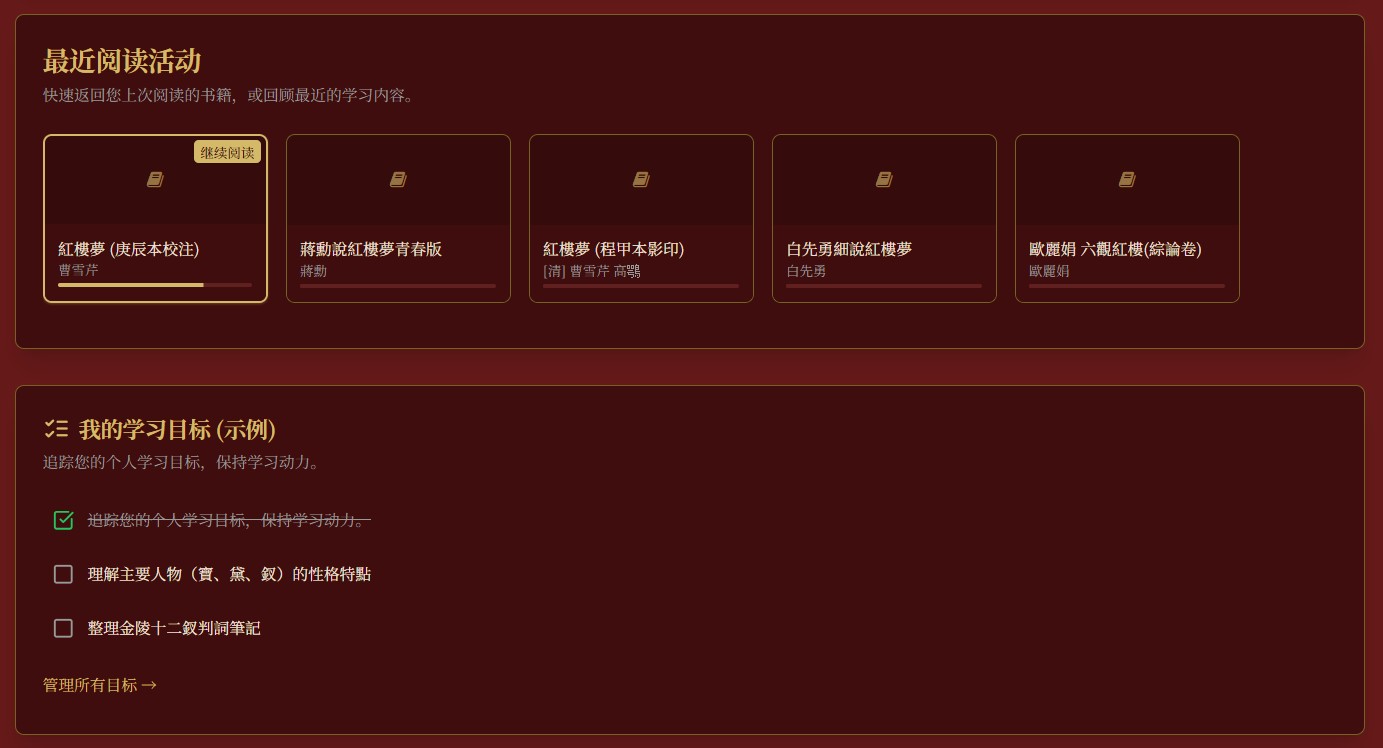 最近阅读活动
快速返回您上次阅读的书籍，或回顾最近的学习内容。
继续阅读
紅樓夢 (庚辰本校注)
曹雪芹
蔣勳說紅樓夢青春版
蔣勳
紅樓夢 (程甲本影印)
[清] 曹雪芹 高鶚
白先勇細說紅樓夢
白先勇
歐麗娟 六觀紅樓(綜論卷)
歐麗娟
我的学习目标 (示例)
追踪您的个人学习目标，保持学习动力。
追踪您的个人学习目标，保持学习动力。
理解主要人物（寶、黛、釵）的性格特點
整理金陵十二釵判詞筆記
管理所有目标 →